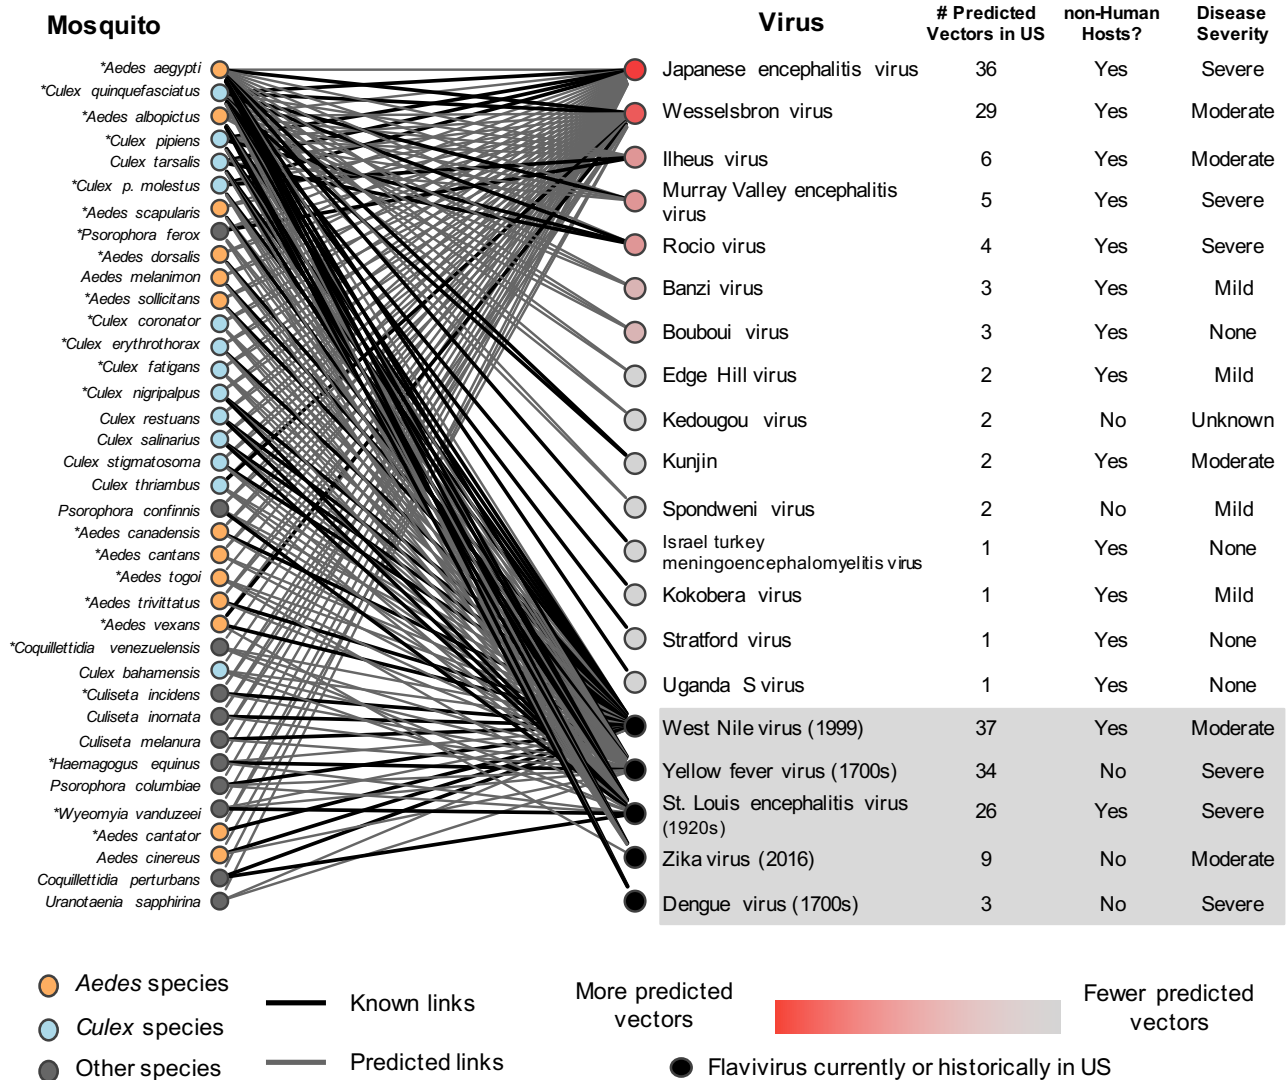 Mosquito
Virus
# Predicted Vectors in US
non-Human Hosts?
Disease Severity
*Aedes aegypti
*Culex quinquefasciatus
*Aedes albopictus
*Culex pipiens
Culex tarsalis
*Culex p. molestus
*Aedes scapularis
*Psorophora ferox
*Aedes dorsalis
Aedes melanimon
*Aedes sollicitans
*Culex coronator
*Culex erythrothorax
*Culex fatigans
*Culex nigripalpus
Culex restuans
Culex salinarius
Culex stigmatosoma
Culex thriambus
Psorophora confinnis
*Aedes canadensis
*Aedes cantans
*Aedes togoi
*Aedes trivittatus
*Aedes vexans
*Coquillettidia venezuelensis
Culex bahamensis
*Culiseta incidens
Culiseta inornata
Culiseta melanura
*Haemagogus equinus
Psorophora columbiae
*Wyeomyia vanduzeei
*Aedes cantator
Aedes cinereus
Coquillettidia perturbans
Uranotaenia sapphirina
Japanese encephalitis virus 36 Yes Severe
Wesselsbron virus 29 Yes Moderate
Ilheus virus 6 Yes Moderate
Murray Valley encephalitis
virus 5 Yes Severe
Rocio virus 4 Yes Severe
Banzi virus 3 Yes Mild
Bouboui virus 3 Yes None
Edge Hill virus 2 Yes Mild
Kedougou virus 2 No Unknown
Kunjin 2 Yes Moderate
Spondweni virus 2 No Mild
Israel turkey
meningoencephalomyelitis virus 1 Yes None
Kokobera virus 1 Yes Mild
Stratford virus 1 Yes None
Uganda S virus 1 Yes None
West Nile virus (1999) 37 Yes Moderate
Yellow fever virus (1700s) 34 No Severe
St. Louis encephalitis virus
(1920s) 26 Yes Severe
Zika virus (2016) 9 No Moderate
Dengue virus (1700s) 3 No Severe
Aedes species
Culex species
Other species
Known links
Predicted links
More predicted
vectors
Fewer predicted
vectors
Flavivirus currently or historically in US